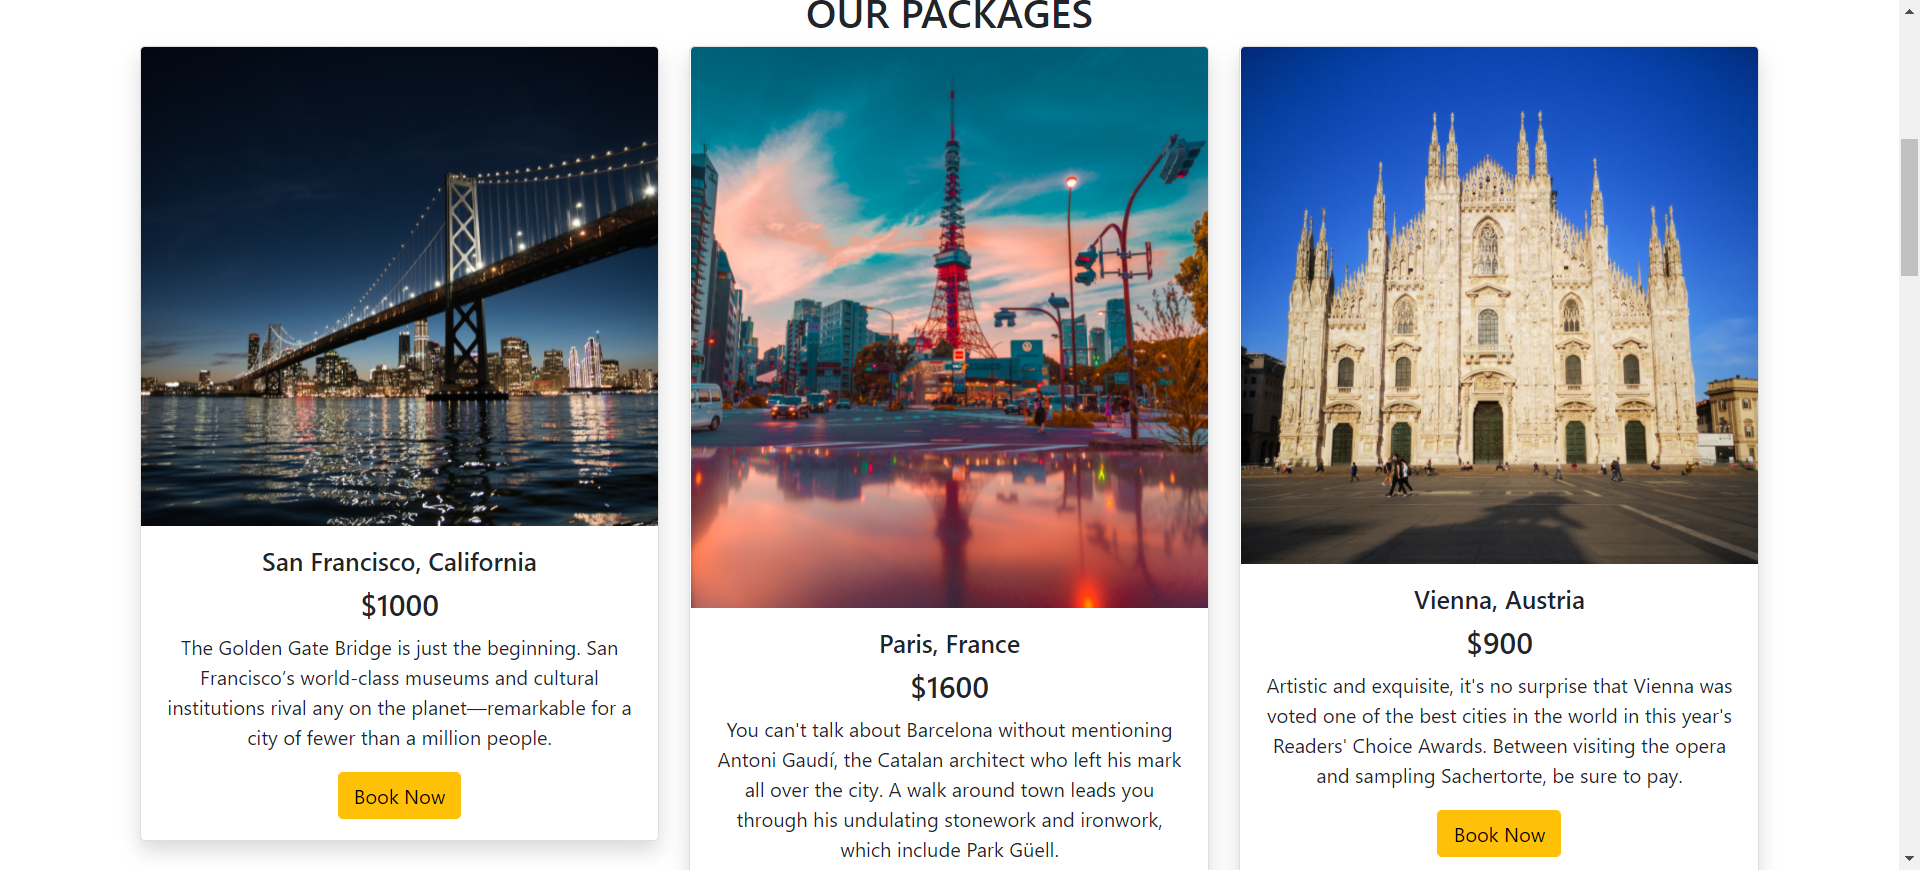 OUR PACKAGES
San Francisco, California
$1000
The Golden Gate Bridge is just the beginning. San
Francisco’s world-class museums and cultural
institutions rival any on the planet—remarkable for a
city of fewer than a million people.
Book Now
Paris, France
$1600
You can't talk about Barcelona without mentioning
Antoni Gaudí, the Catalan architect who left his mark
all over the city. A walk around town leads you
through his undulating stonework and ironwork,
which include Park Güell.
Vienna, Austria
$900
Artistic and exquisite, it's no surprise that Vienna was
voted one of the best cities in the world in this year's
Readers' Choice Awards. Between visiting the opera
and sampling Sachertorte, be sure to pay.
Book Now